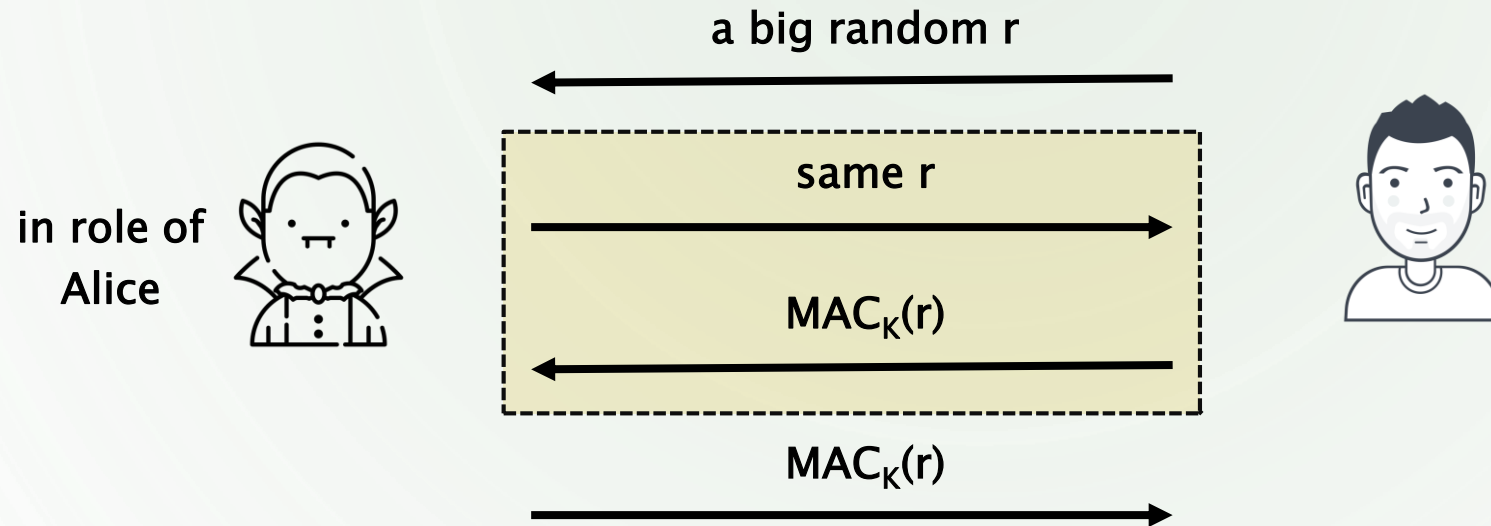 a big random r
same r
in role of
Alice
MACK(r)
MACK(r)